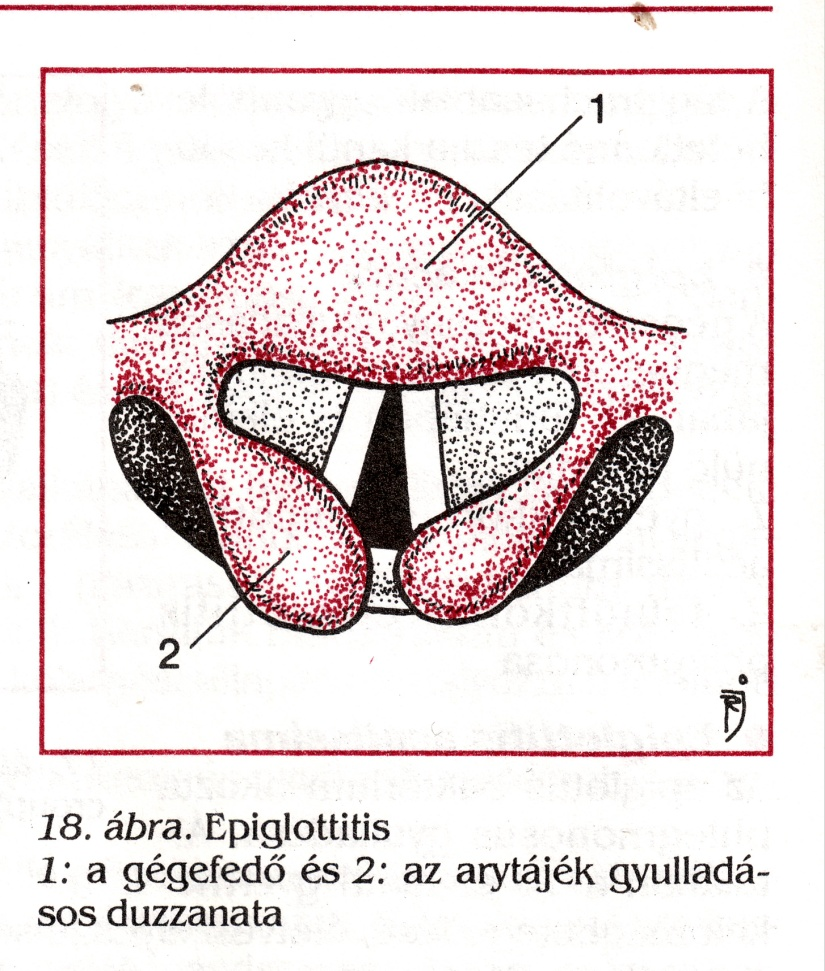 1
2
18. ábra. Epiglottitis
1: a gégefedő és 2: az arytájék gyulladá-
sos duzzanata